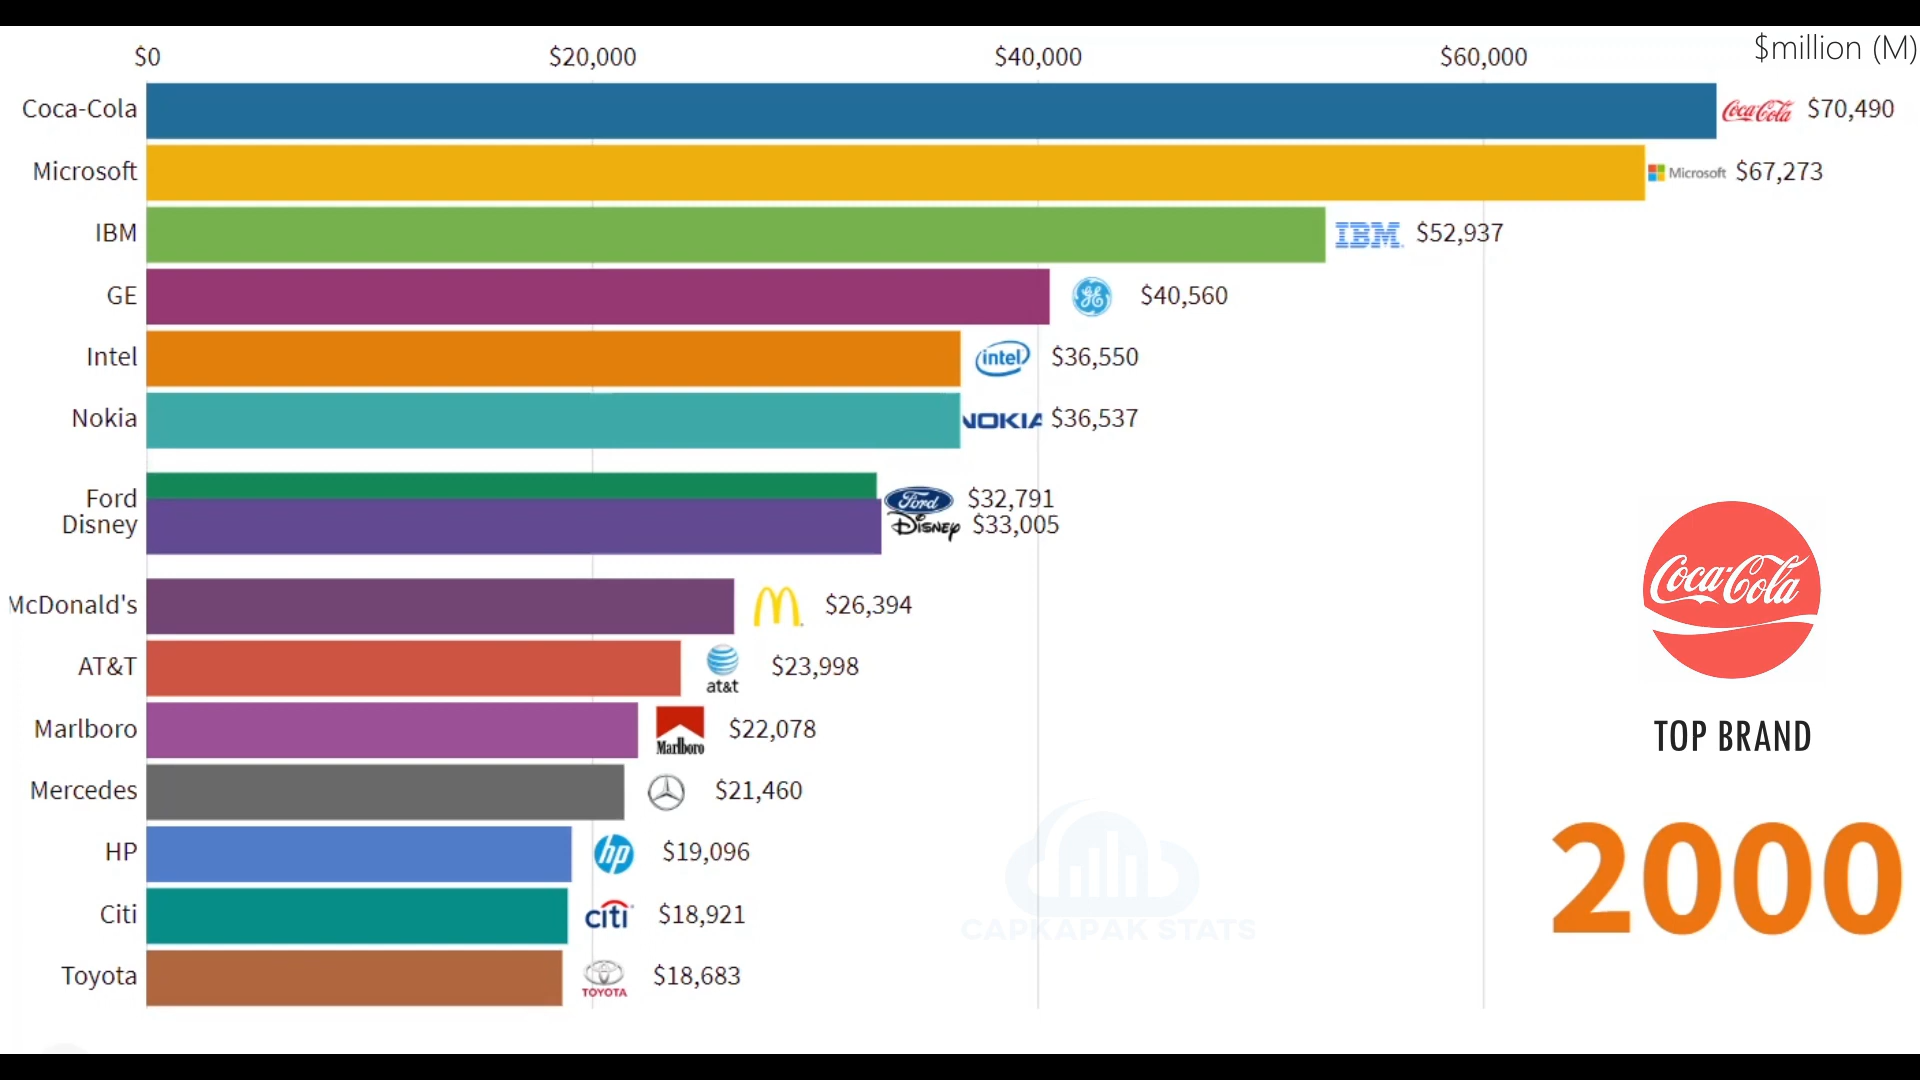 $0 $20,000 $40,000 $60,000 $million (M)
Coca-Cola Coca-Cola $70,490
Microsoft Microsoft $67,273
IBM IBM $52,937
GE GE $40,560
Intel intel $36,550
Nokia NOKIA $36,537
Ford Ford $32,791
Disney Disney $33,005
McDonald's $26,394
AT&T at&t $23,998
Marlboro Marlboro $22,078
Mercedes $21,460
HP hp $19,096
Citi citi $18,921
Toyota TOYOTA $18,683
Coca-Cola
TOP BRAND
2000
CAPKAPAK STATS